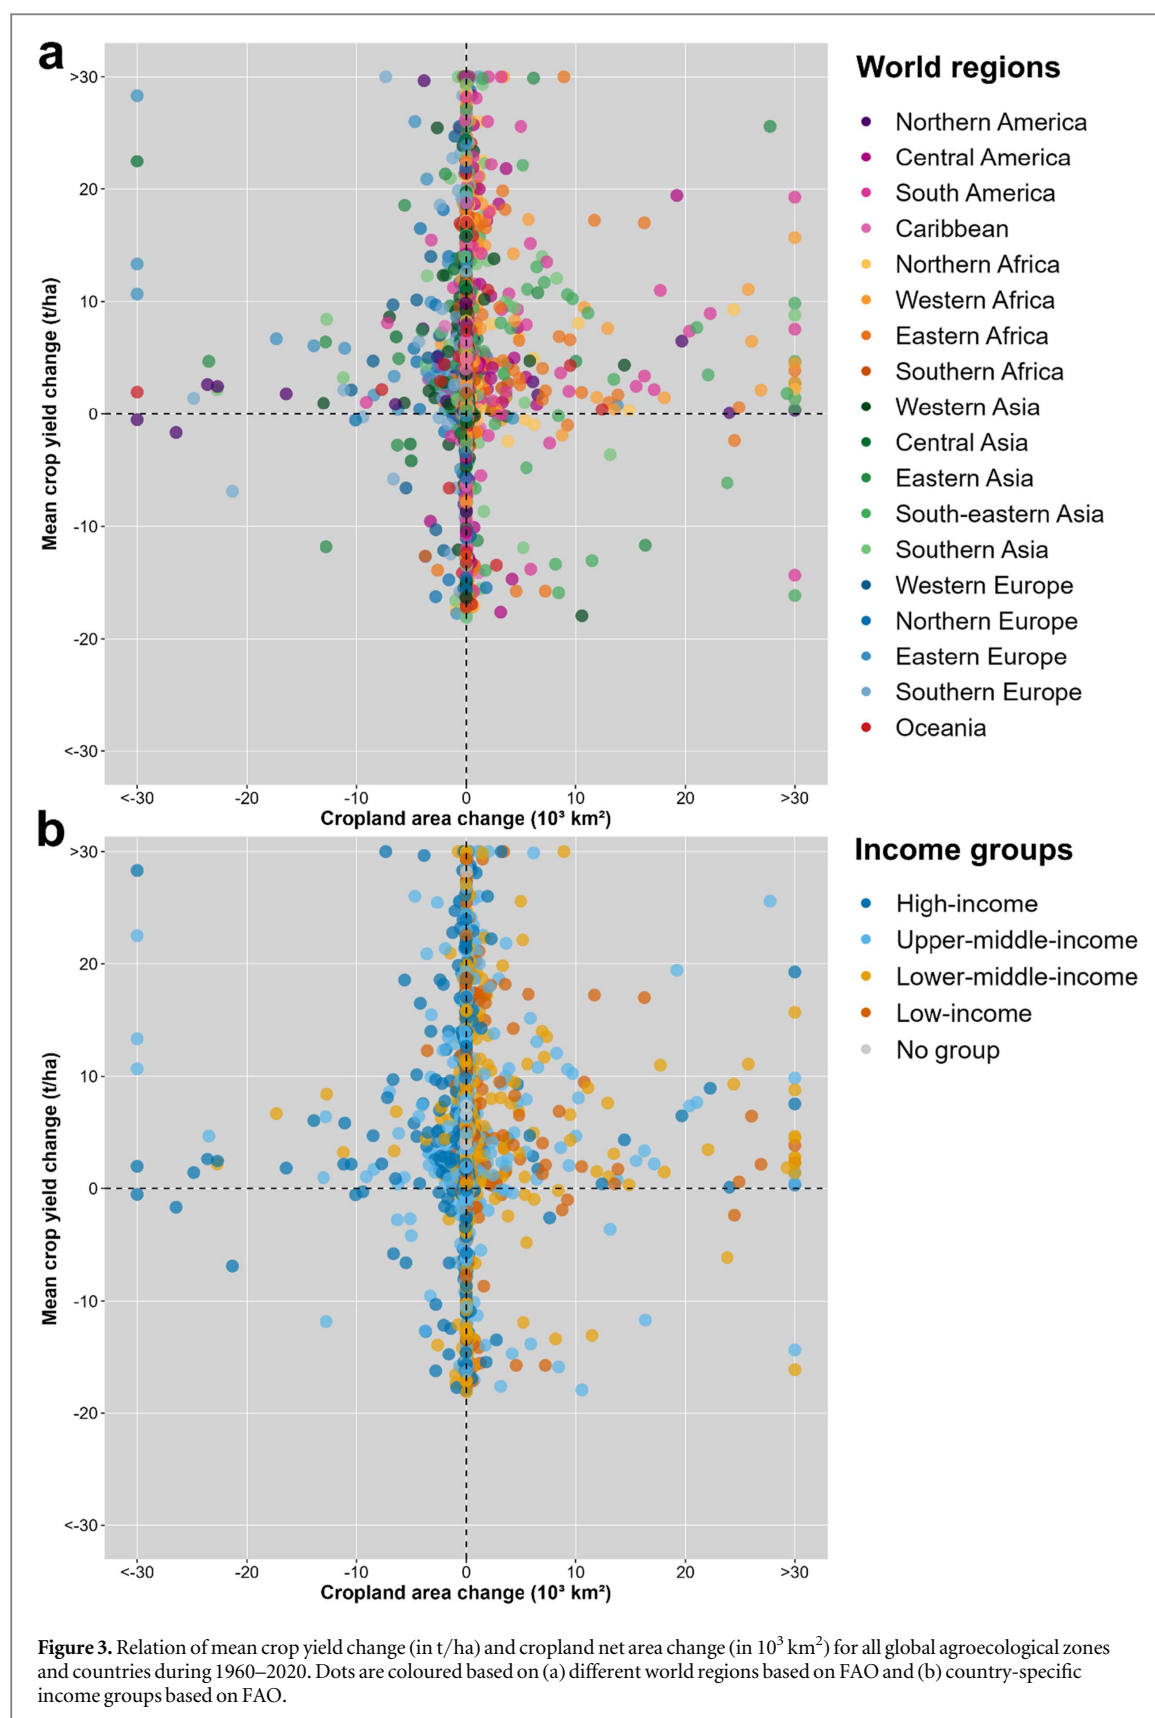 a
World regions
Northern America
Central America
South America
Caribbean
Northern Africa
Western Africa
Eastern Africa
Southern Africa
Western Asia
Central Asia
Eastern Asia
South-eastern Asia
Southern Asia
Western Europe
Northern Europe
Eastern Europe
Southern Europe
Oceania
Mean crop yield change (t/ha)
>30
20
10
0
-10
-20
<-30
<-30
-20
-10
0
10
20
>30
Cropland area change (10³ km²)
b
Income groups
High-income
Upper-middle-income
Lower-middle-income
Low-income
No group
Mean crop yield change (t/ha)
>30
20
10
0
-10
-20
<-30
<-30
-20
-10
0
10
20
>30
Cropland area change (10³ km²)
Figure 3. Relation of mean crop yield change (in t/ha) and cropland net area change (in 10³ km²) for all global agroecological zones
and countries during 1960–2020. Dots are coloured based on (a) different world regions based on FAO and (b) country-specific
income groups based on FAO.